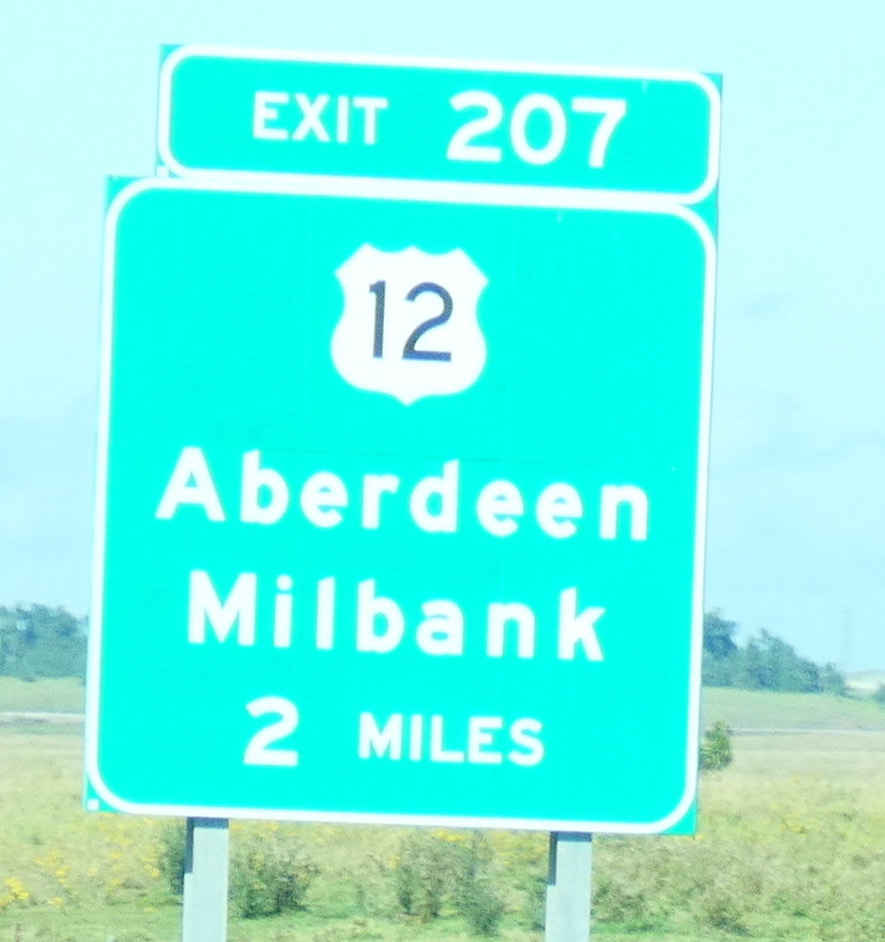 EXIT 207
12
Aberdeen
Milbank
2 MILES